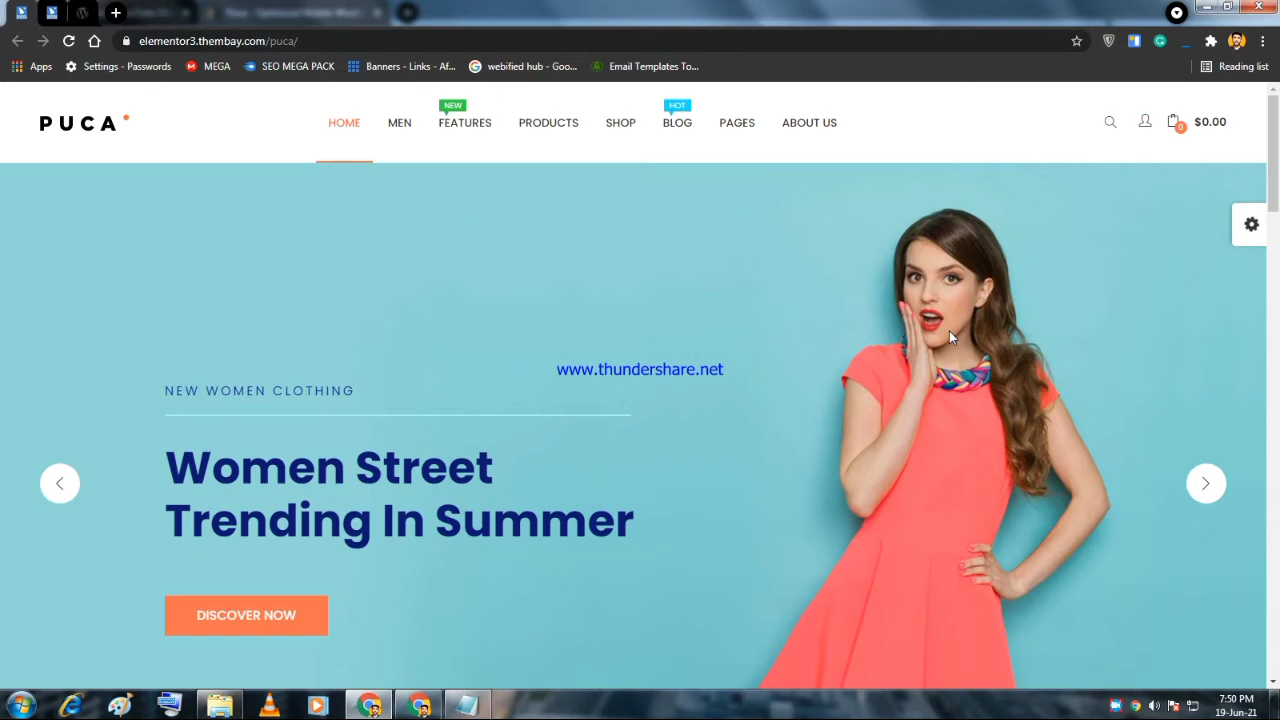 elementor3.thembay.com/puca/
Apps
Settings - Passwords
MEGA
SEO MEGA PACK
Banners - Links - Af...
webified hub - Goo...
Email Templates To...
Reading list
PUCA
HOME
MEN
NEW
FEATURES
PRODUCTS
SHOP
HOT
BLOG
PAGES
ABOUT US
0
$0.00
www.thundershare.net
NEW WOMEN CLOTHING
Women Street
Trending In Summer
DISCOVER NOW
7:50 PM
19-Jun-21